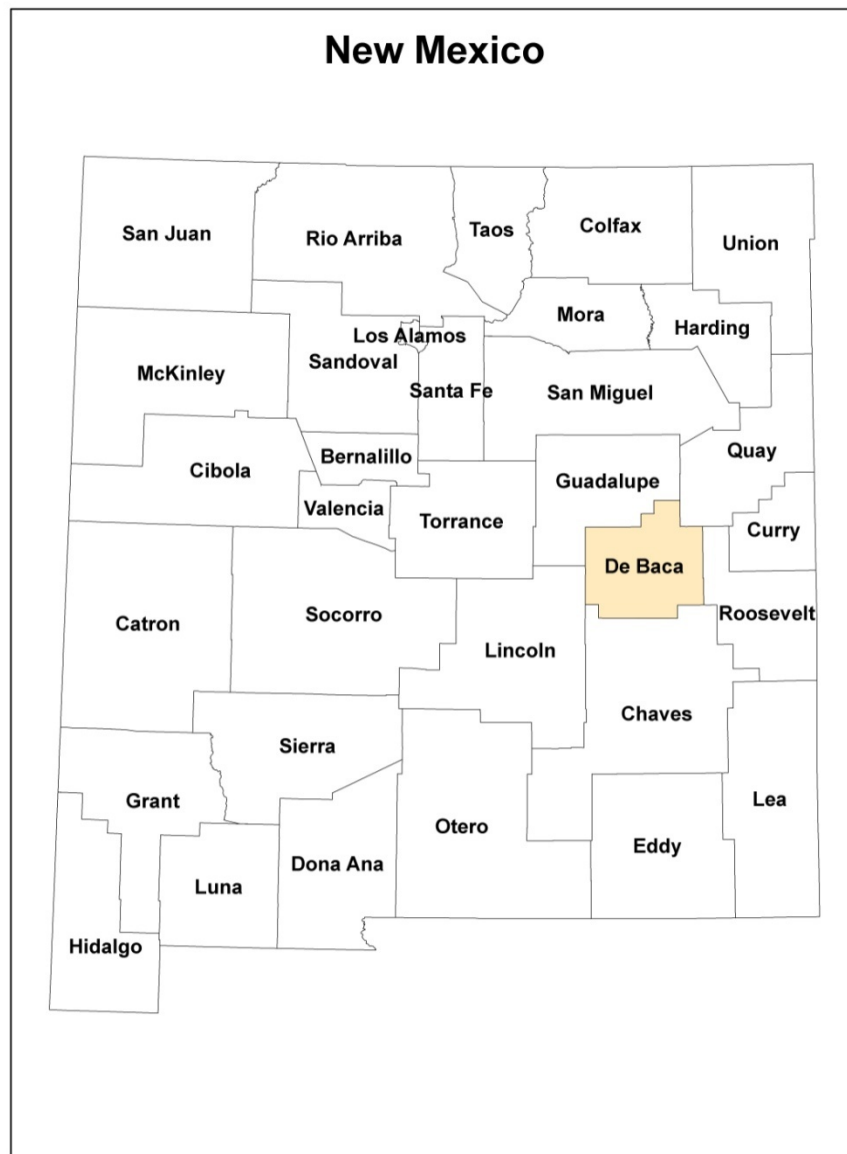 New Mexico
San Juan
Rio Arriba
Taos
Colfax
Union
Mora
Harding
Los Alamos
Sandoval
McKinley
Santa Fe
San Miguel
Quay
Bernalillo
Cibola
Guadalupe
Valencia
Torrance
Curry
De Baca
Roosevelt
Catron
Socorro
Lincoln
Chaves
Sierra
Grant
Lea
Otero
Eddy
Dona Ana
Luna
Hidalgo